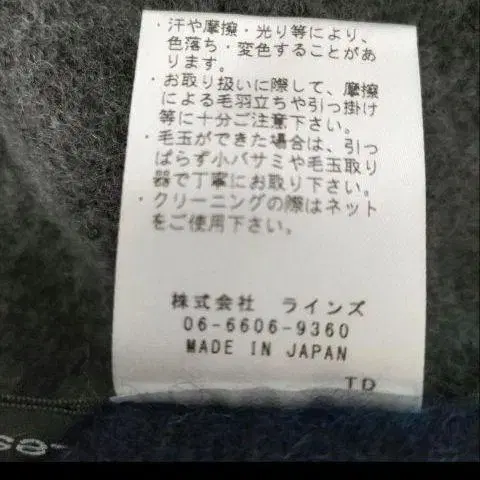 ・汗や摩擦・光り等により、
色落ち・変色することがあ
ります。
・お取り扱いに際して、摩擦
による毛羽立ちや引っ掛け
等に十分ご注意下さい。
・毛玉ができた場合は、引っ
ぱらず小バサミや毛玉取り
器で丁寧にお取り下さい。
・クリーニングの際はネット
をご使用下さい。
株式会社 ラインズ
06-6606-9360
MADE IN JAPAN
TD